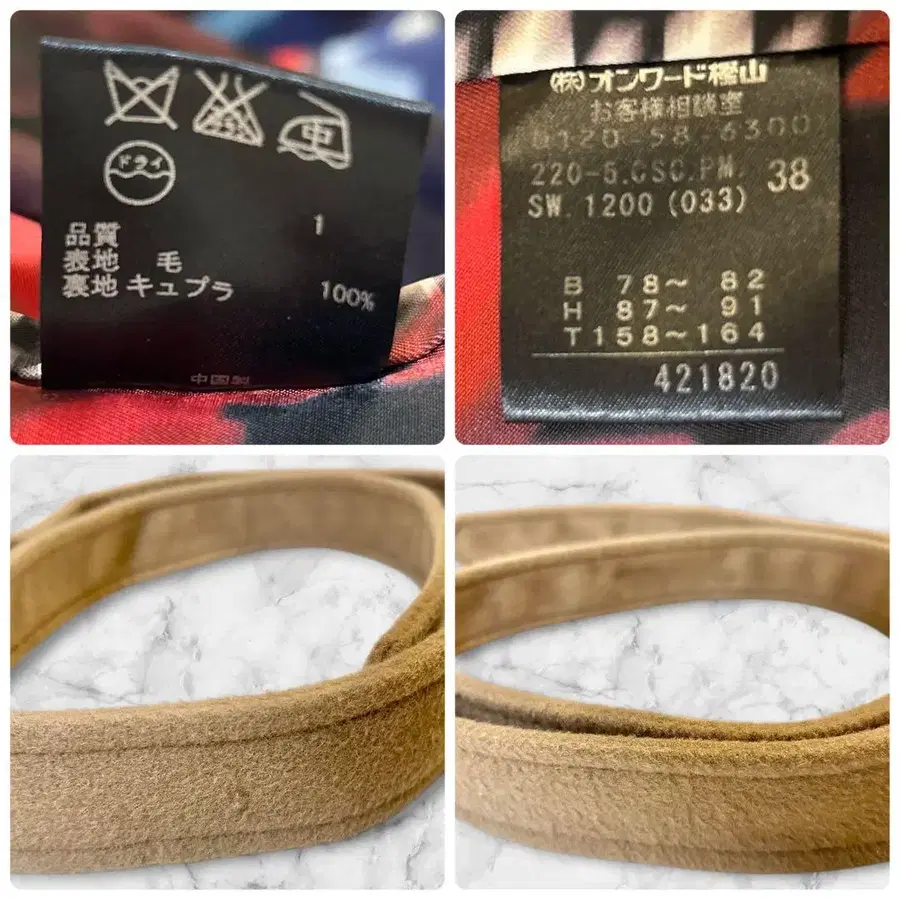 ドライ
中
品質
1
表地 毛
裏地 キュプラ 100%
中国製
(株)オンワード樫山
お客様相談室
0120-58-6300
220-5.CSC.PM. 38
SW. 1200 (033)
B 78～ 82
H 87～ 91
T158～164
421820